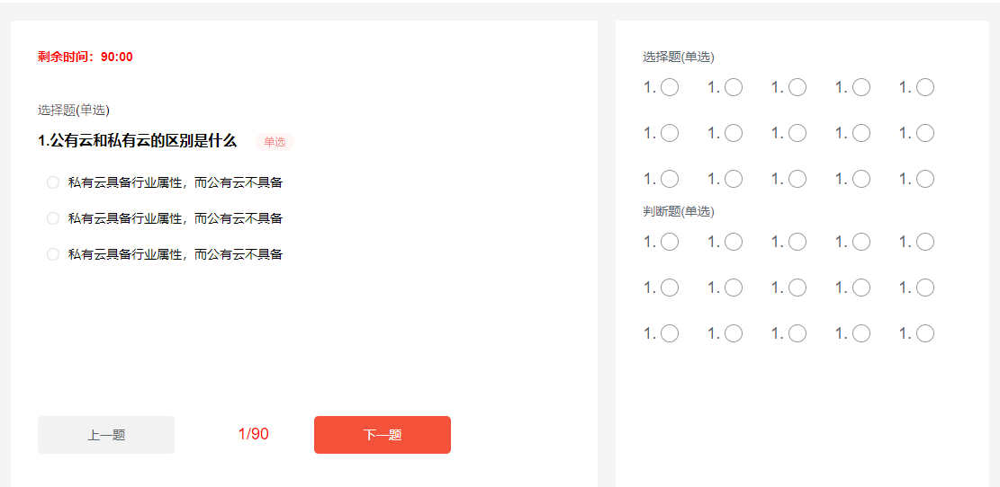 剩余时间：90:00
选择题(单选)
1.公有云和私有云的区别是什么 单选
私有云具备行业属性，而公有云不具备
私有云具备行业属性，而公有云不具备
私有云具备行业属性，而公有云不具备
上一题 1/90 下一题
选择题(单选)
1. 1. 1. 1. 1.
1. 1. 1. 1. 1.
1. 1. 1. 1. 1.
判断题(单选)
1. 1. 1. 1. 1.
1. 1. 1. 1. 1.
1. 1. 1. 1. 1.